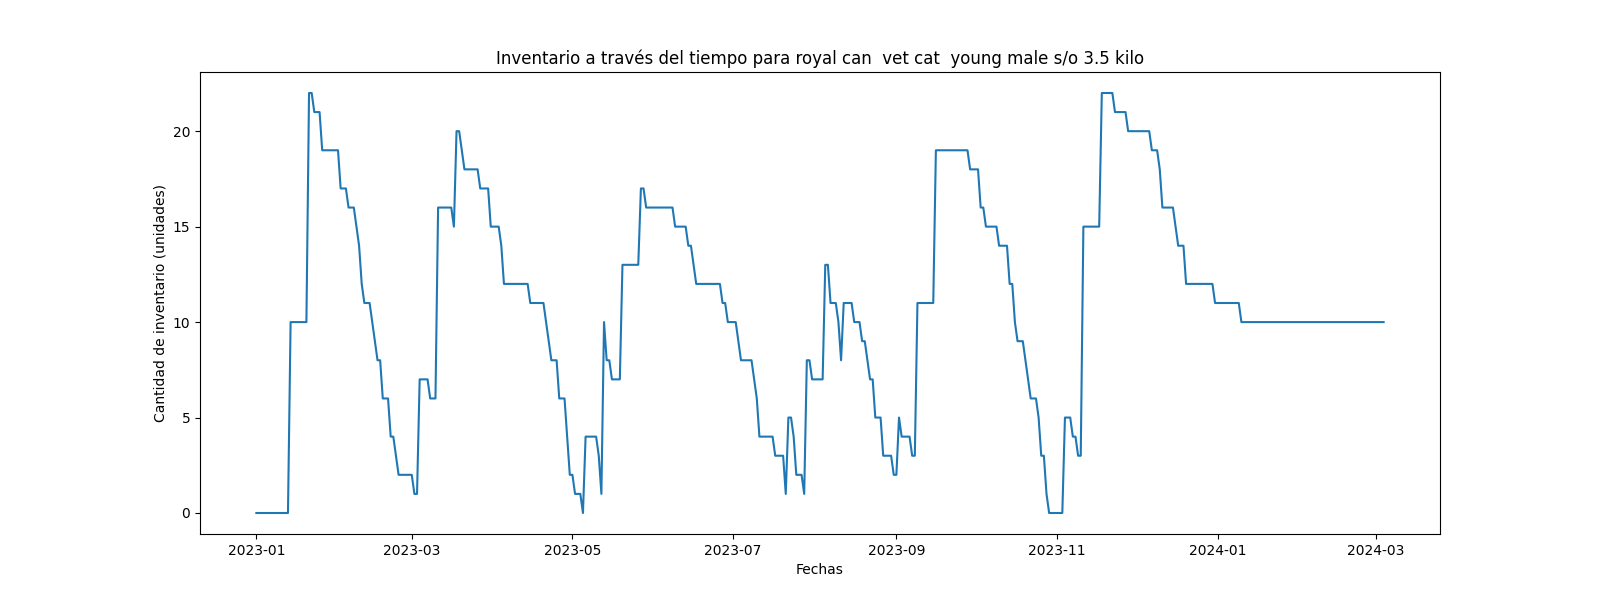 Inventario a través del tiempo para royal can  vet cat  young male s/o 3.5 kilo
Cantidad de inventario (unidades)
20
15
10
5
0
2023-01 2023-03 2023-05 2023-07 2023-09 2023-11 2024-01 2024-03
Fechas